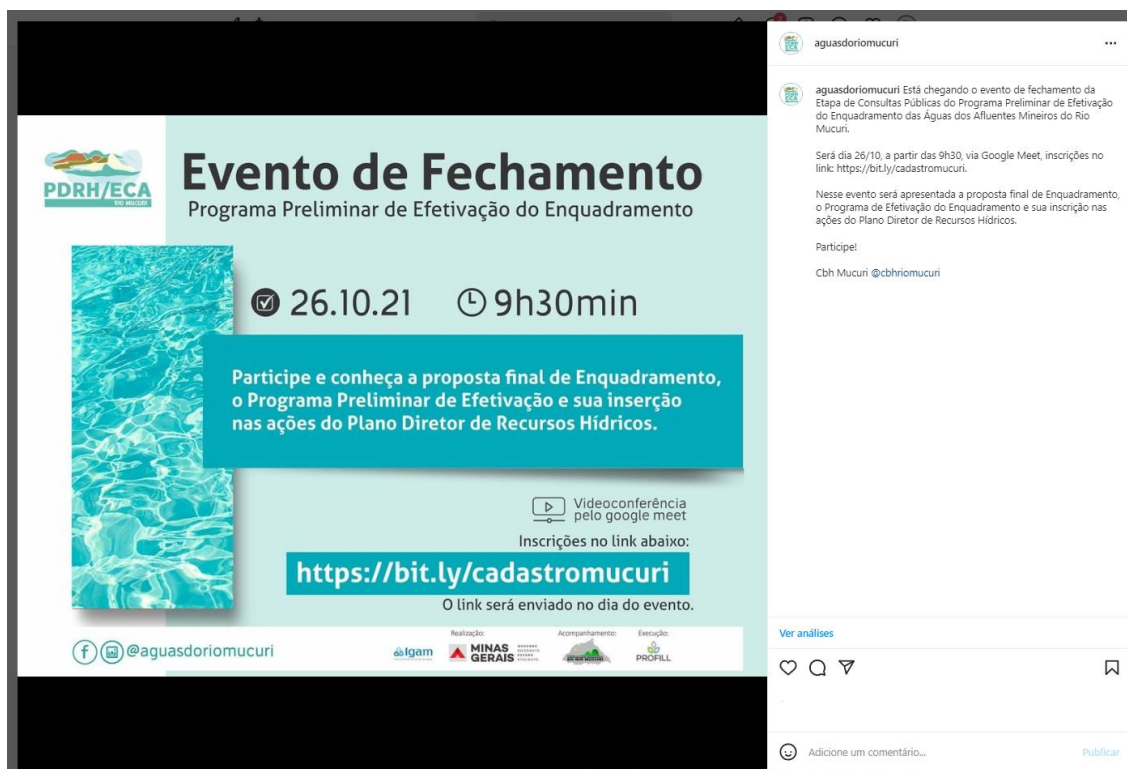 PDRH/ECA
RIO MUCURI
Evento de Fechamento
Programa Preliminar de Efetivação do Enquadramento
26.10.21
9h30min
Participe e conheça a proposta final de Enquadramento,
o Programa Preliminar de Efetivação e sua inserção
nas ações do Plano Diretor de Recursos Hídricos.
Videoconferência
pelo google meet
Inscrições no link abaixo:
https://bit.ly/cadastromucuri
O link será enviado no dia do evento.
@aguasdoriomucuri
Igam
Realização:
MINAS
GERAIS
Acompanhamento:
Execução:
PROFILL
aguasdoriomucuri
aguasdoriomucuri Está chegando o evento de fechamento da
Etapa de Consultas Públicas do Programa Preliminar de Efetivação
do Enquadramento das Águas dos Afluentes Mineiros do Rio
Mucuri.
Será dia 26/10, a partir das 9h30, via Google Meet, inscrições no
link: https://bit.ly/cadastromucuri.
Nesse evento será apresentada a proposta final de Enquadramento,
o Programa de Efetivação do Enquadramento e sua inscrição nas
ações do Plano Diretor de Recursos Hídricos.
Participe!
Cbh Mucuri @cbhriomucuri
Ver análises
Adicione um comentário...
Publicar